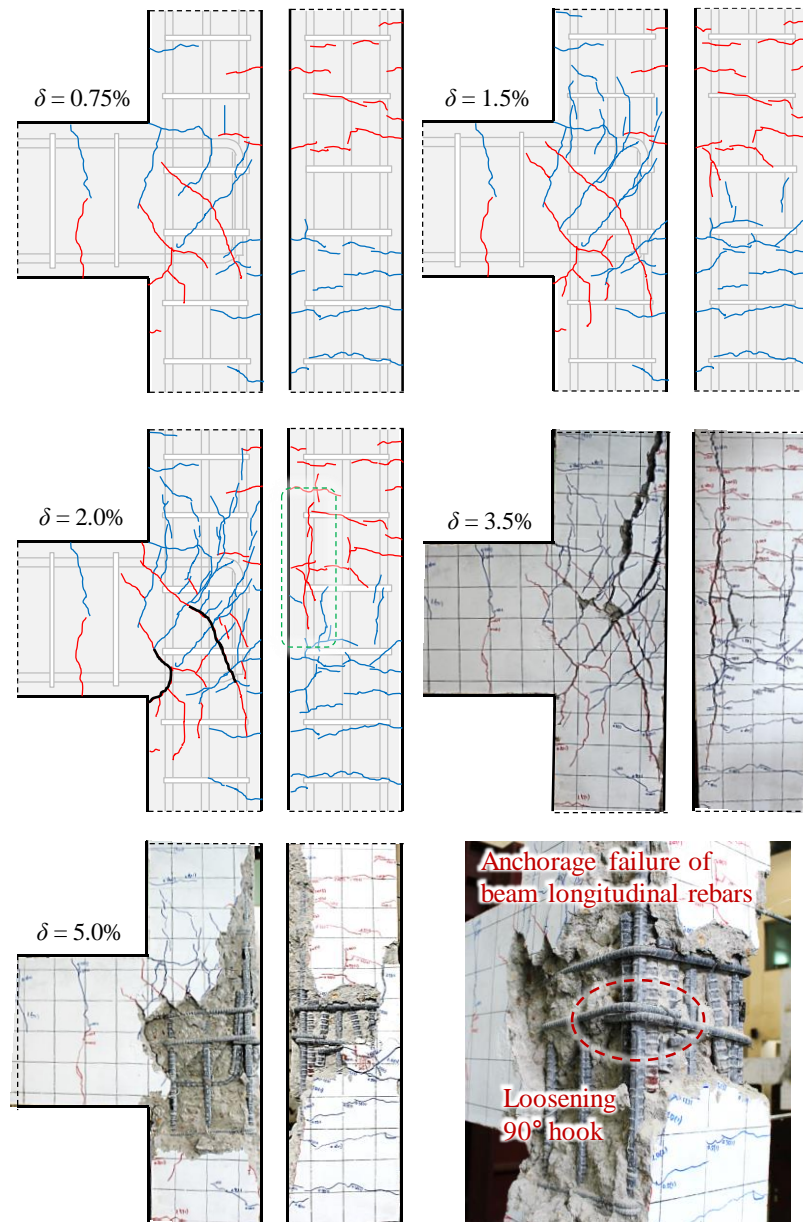 δ = 0.75%
δ = 1.5%
δ = 2.0%
δ = 3.5%
δ = 5.0%
Anchorage failure of
beam longitudinal rebars
Loosening
90° hook